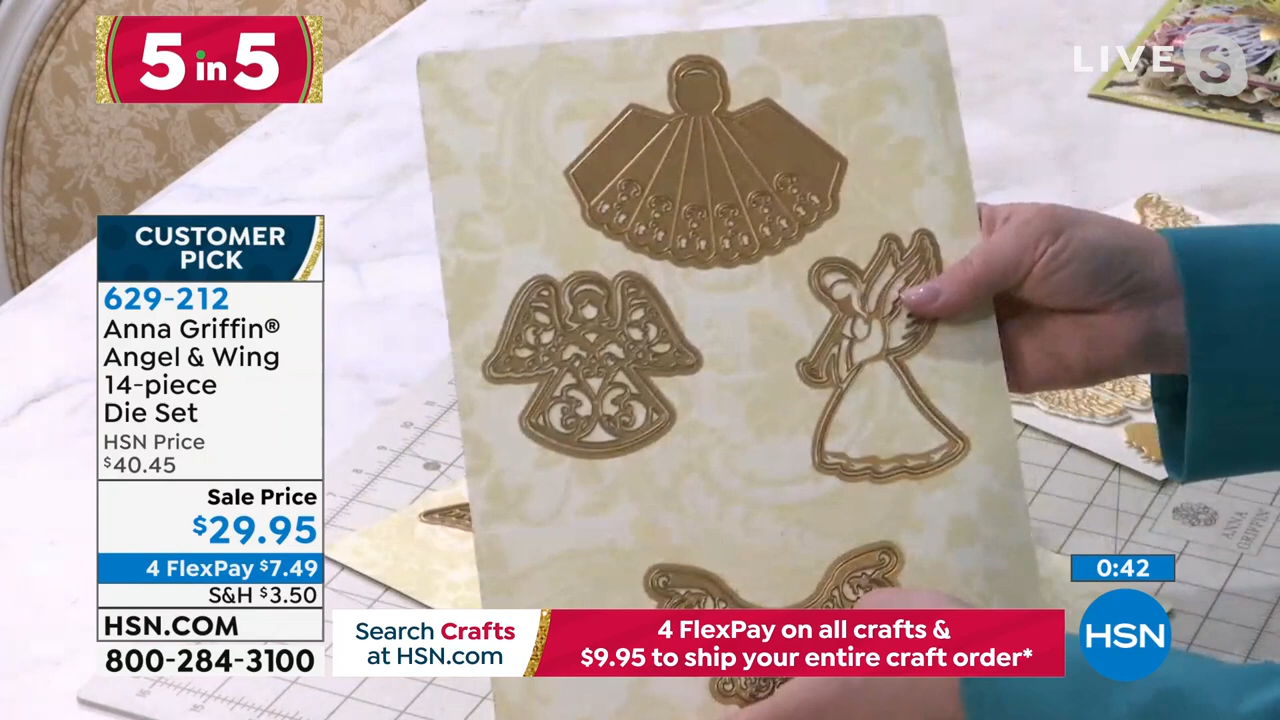 5 in 5
LIVE S
CUSTOMER
PICK
629-212
Anna Griffin®
Angel & Wing
14-piece
Die Set
HSN Price
$40.45
Sale Price
$29.95
4 FlexPay $7.49
S&H $3.50
HSN.COM
800-284-3100
Search Crafts
at HSN.com
4 FlexPay on all crafts &
$9.95 to ship your entire craft order*
0:42
HSN
ANNA
GRIFFIN